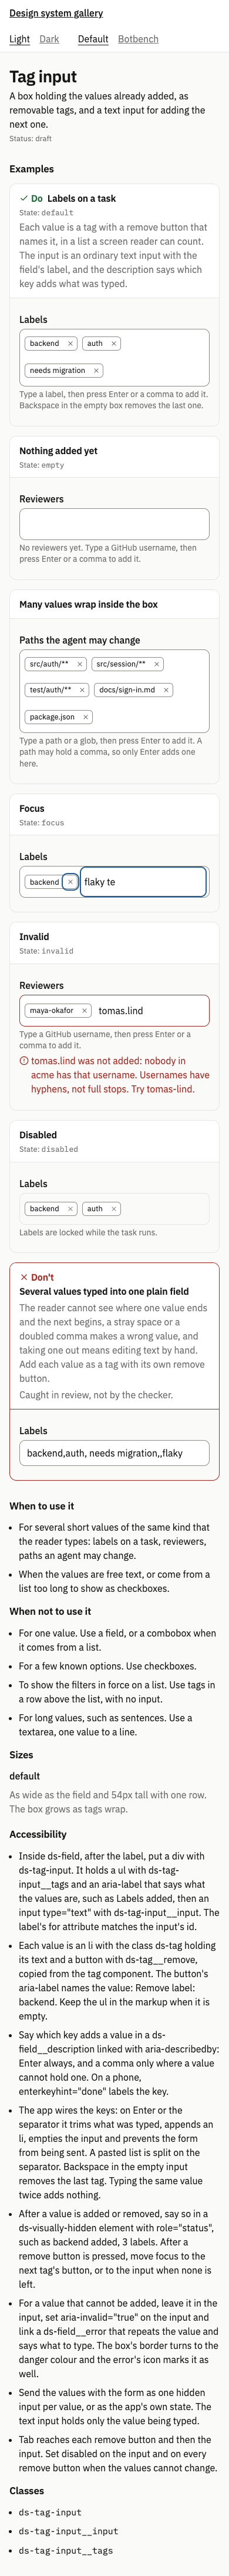 Design system gallery
Light Dark Default Botbench
Tag input
A box holding the values already added, as
removable tags, and a text input for adding the
next one.
Status: draft
Examples
Do Labels on a task
State: default
Each value is a tag with a remove button that
names it, in a list a screen reader can count.
The input is an ordinary text input with the
field's label, and the description says which
key adds what was typed.
Labels
backend × auth ×
needs migration ×
Type a label, then press Enter or a comma to add it.
Backspace in the empty box removes the last one.
Nothing added yet
State: empty
Reviewers
No reviewers yet. Type a GitHub username, then
press Enter or a comma to add it.
Many values wrap inside the box
Paths the agent may change
src/auth/** × src/session/** ×
test/auth/** × docs/sign-in.md ×
package.json ×
Type a path or a glob, then press Enter to add it. A
path may hold a comma, so only Enter adds one
here.
Focus
State: focus
Labels
backend × flaky te
Invalid
State: invalid
Reviewers
maya-okafor × tomas.lind
Type a GitHub username, then press Enter or a
comma to add it.
tomas.lind was not added: nobody in
acme has that username. Usernames have
hyphens, not full stops. Try tomas-lind.
Disabled
State: disabled
Labels
backend × auth ×
Labels are locked while the task runs.
Don't
Several values typed into one plain field
The reader cannot see where one value ends
and the next begins, a stray space or a
doubled comma makes a wrong value, and
taking one out means editing text by hand.
Add each value as a tag with its own remove
button.
Caught in review, not by the checker.
Labels
backend,auth, needs migration,,flaky
When to use it
• For several short values of the same kind that
the reader types: labels on a task, reviewers,
paths an agent may change.
• When the values are free text, or come from a
list too long to show as checkboxes.
When not to use it
• For one value. Use a field, or a combobox when
it comes from a list.
• For a few known options. Use checkboxes.
• To show the filters in force on a list. Use tags in
a row above the list, with no input.
• For long values, such as sentences. Use a
textarea, one value to a line.
Sizes
default
As wide as the field and 54px tall with one row.
The box grows as tags wrap.
Accessibility
• Inside ds-field, after the label, put a div with
ds-tag-input. It holds a ul with ds-tag-
input__tags and an aria-label that says what
the values are, such as Labels added, then an
input type="text" with ds-tag-input__input. The
label's for attribute matches the input's id.
• Each value is an li with the class ds-tag holding
its text and a button with ds-tag__remove,
copied from the tag component. The button's
aria-label names the value: Remove label:
backend. Keep the ul in the markup when it is
empty.
• Say which key adds a value in a ds-
field__description linked with aria-describedby:
Enter always, and a comma only where a value
cannot hold one. On a phone,
enterkeyhint="done" labels the key.
• The app wires the keys: on Enter or the
separator it trims what was typed, appends an
li, empties the input and prevents the form
from being sent. A pasted list is split on the
separator. Backspace in the empty input
removes the last tag. Typing the same value
twice adds nothing.
• After a value is added or removed, say so in a
ds-visually-hidden element with role="status",
such as backend added, 3 labels. After a
remove button is pressed, move focus to the
next tag's button, or to the input when none is
left.
• For a value that cannot be added, leave it in the
input, set aria-invalid="true" on the input and
link a ds-field__error that repeats the value and
says what to type. The box's border turns to the
danger colour and the error's icon marks it as
well.
• Send the values with the form as one hidden
input per value, or as the app's own state. The
text input holds only the value being typed.
• Tab reaches each remove button and then the
input. Set disabled on the input and on every
remove button when the values cannot change.
Classes
• ds-tag-input
• ds-tag-input__input
• ds-tag-input__tags